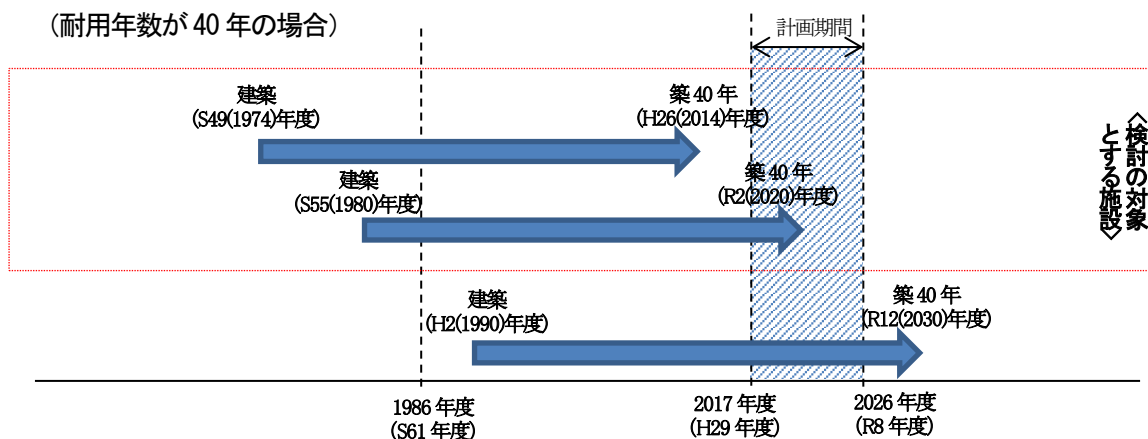 (耐用年数が 40 年の場合)
計画期間
建築
(S49(1974)年度)
築 40 年
(H26(2014)年度)
建築
(S55(1980)年度)
築 40 年
(R2(2020)年度)
〈検討の対象
とする施設〉
建築
(H2(1990)年度)
築 40 年
(R12(2030)年度)
1986 年度
(S61 年度)
2017 年度
(H29 年度)
2026 年度
(R8 年度)